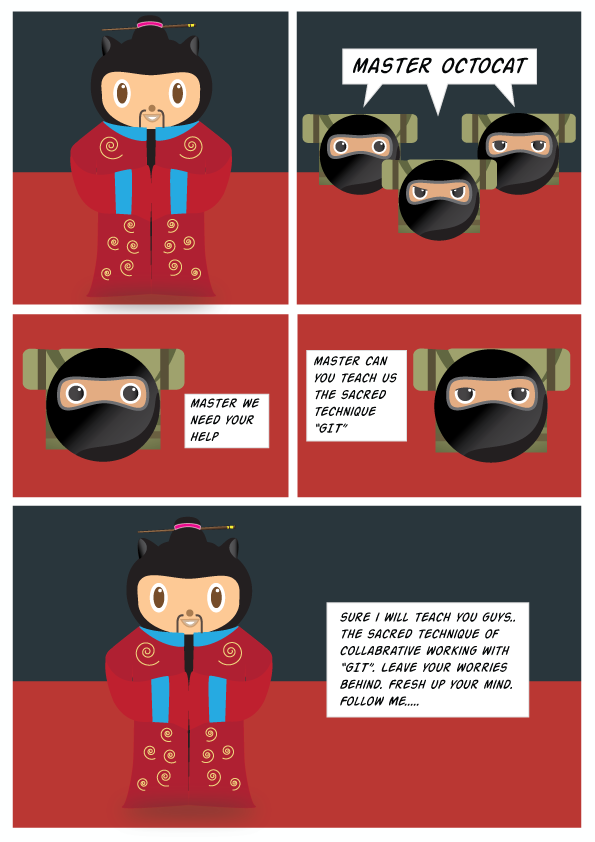 MASTER OCTOCAT
MASTER WE
NEED YOUR
HELP
MASTER CAN
YOU TEACH US
THE SACRED
TECHNIQUE
"GIT"
SURE I WILL TEACH YOU GUYS..
THE SACRED TECHNIQUE OF
COLLABRATIVE WORKING WITH
"GIT". LEAVE YOUR WORRIES
BEHIND. FRESH UP YOUR MIND.
FOLLOW ME.....